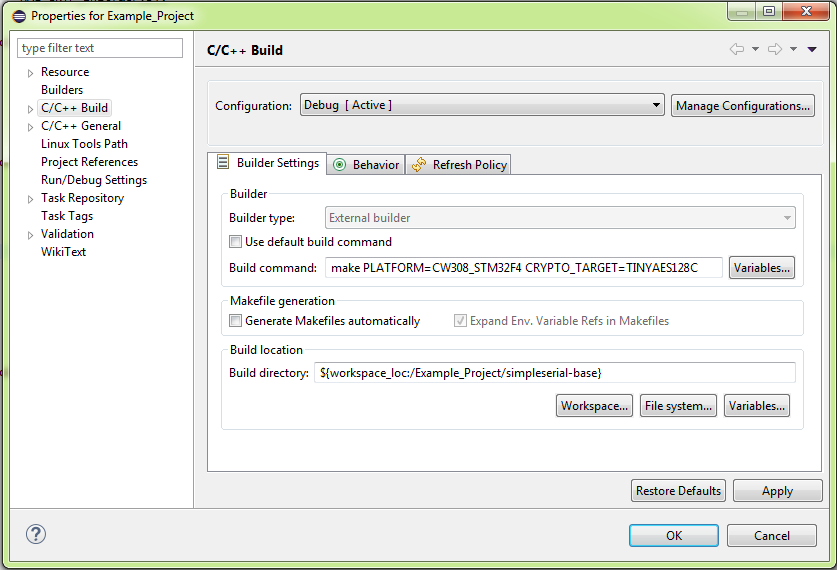 Properties for Example_Project
type filter text
Resource
Builders
C/C++ Build
C/C++ General
Linux Tools Path
Project References
Run/Debug Settings
Task Repository
Task Tags
Validation
WikiText
C/C++ Build
Configuration: Debug [ Active ] Manage Configurations...
Builder Settings Behavior Refresh Policy
Builder
Builder type: External builder
Use default build command
Build command: make PLATFORM=CW308_STM32F4 CRYPTO_TARGET=TINYAES128C Variables...
Makefile generation
Generate Makefiles automatically Expand Env. Variable Refs in Makefiles
Build location
Build directory: ${workspace_loc:/Example_Project/simpleserial-base}
Workspace... File system... Variables...
Restore Defaults Apply
? OK Cancel